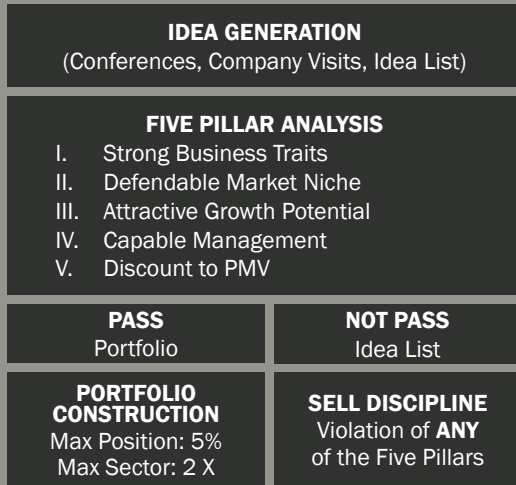 IDEA GENERATION
(Conferences, Company Visits, Idea List)
FIVE PILLAR ANALYSIS
I. Strong Business Traits
II. Defendable Market Niche
III. Attractive Growth Potential
IV. Capable Management
V. Discount to PMV
PASS
Portfolio
NOT PASS
Idea List
PORTFOLIO
CONSTRUCTION
Max Position: 5%
Max Sector: 2 X
SELL DISCIPLINE
Violation of ANY
of the Five Pillars